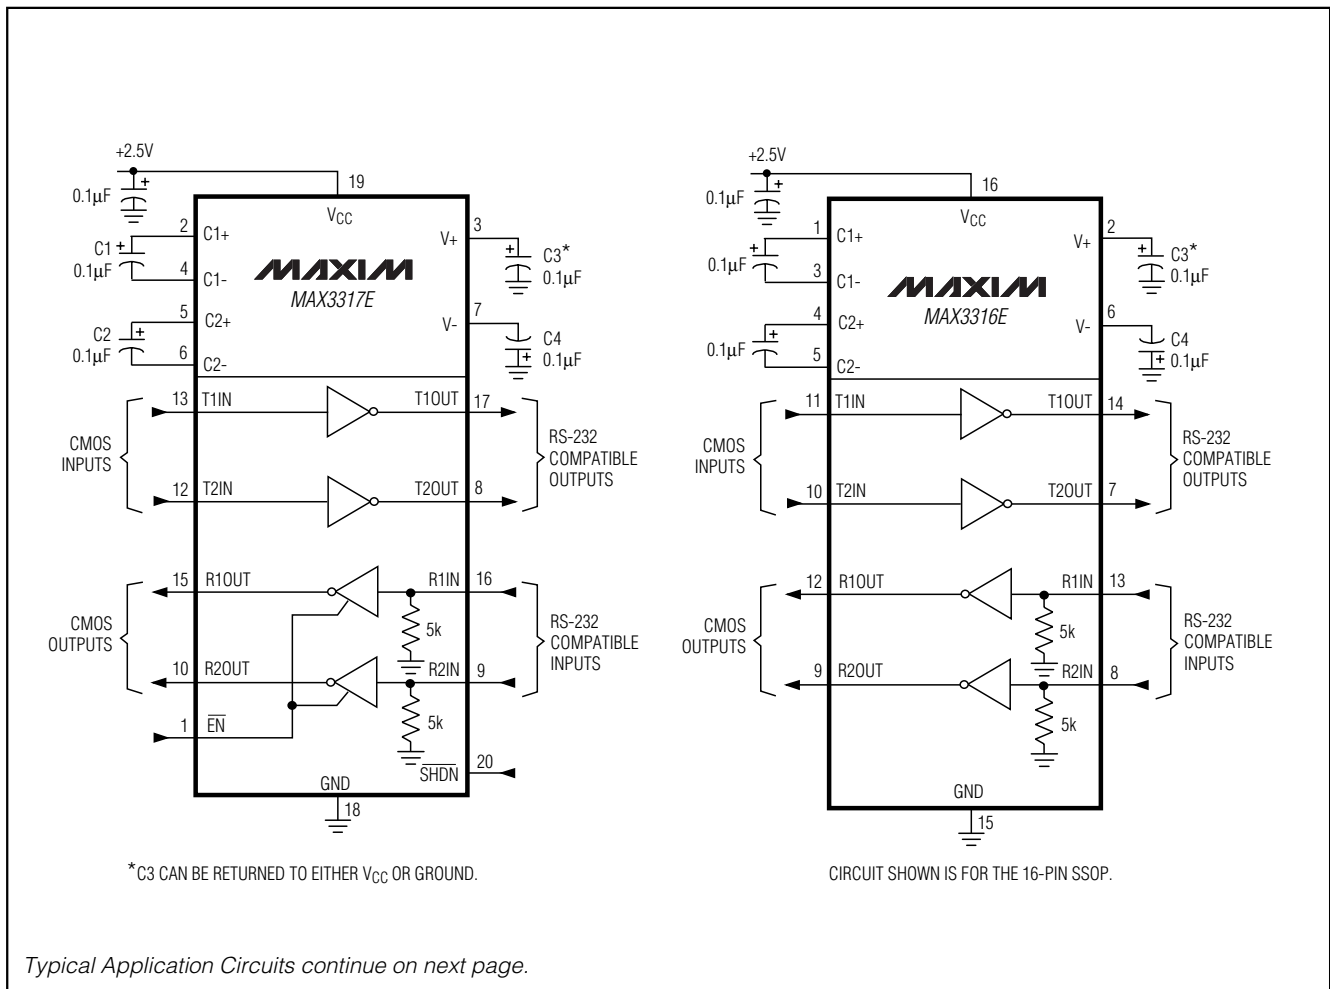 +2.5V
0.1µF
19
VCC
2
C1+
C1
+
0.1µF
4
C1-
5
C2+
C2
+
0.1µF
6
C2-
MAXIM
MAX3317E
3
V+
+
C3*
0.1µF
7
V-
C4
+
0.1µF
CMOS
INPUTS
13
T1IN
T1OUT
17
12
T2IN
T2OUT
8
RS-232
COMPATIBLE
OUTPUTS
CMOS
OUTPUTS
15
R1OUT
R1IN
16
5k
10
R2OUT
R2IN
9
5k
RS-232
COMPATIBLE
INPUTS
1
EN
SHDN
20
GND
18
*C3 CAN BE RETURNED TO EITHER VCC OR GROUND.
+2.5V
+
0.1µF
16
VCC
1
C1+
+
0.1µF
3
C1-
4
C2+
+
0.1µF
5
C2-
MAXIM
MAX3316E
2
V+
+
C3*
0.1µF
6
V-
C4
+
0.1µF
CMOS
INPUTS
11
T1IN
T1OUT
14
10
T2IN
T2OUT
7
RS-232
COMPATIBLE
OUTPUTS
CMOS
OUTPUTS
12
R1OUT
R1IN
13
5k
9
R2OUT
R2IN
8
5k
RS-232
COMPATIBLE
INPUTS
GND
15
CIRCUIT SHOWN IS FOR THE 16-PIN SSOP.
Typical Application Circuits continue on next page.